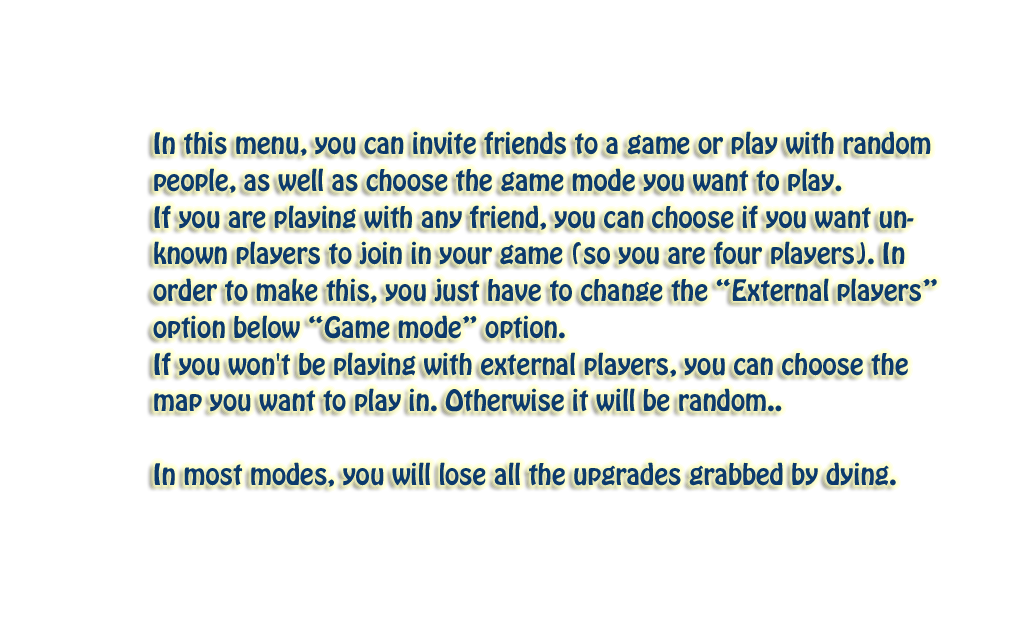 In this menu, you can invite friends to a game or play with random
people, as well as choose the game mode you want to play.
If you are playing with any friend, you can choose if you want un-
known players to join in your game (so you are four players). In
order to make this, you just have to change the “External players”
option below “Game mode” option.
If you won't be playing with external players, you can choose the
map you want to play in. Otherwise it will be random..
In most modes, you will lose all the upgrades grabbed by dying.